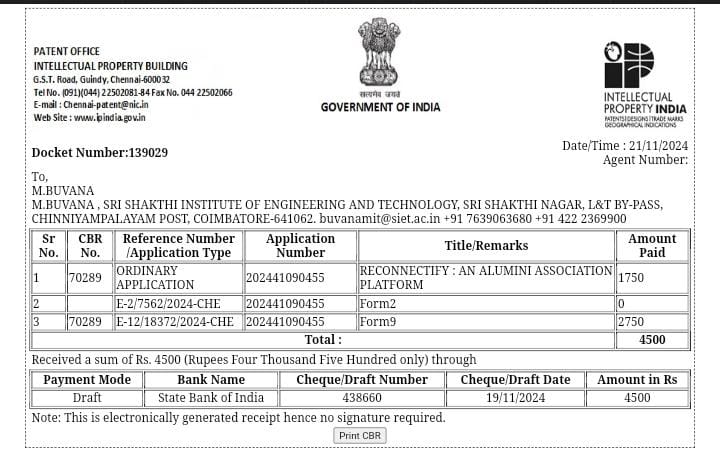 PATENT OFFICE
INTELLECTUAL PROPERTY BUILDING
G.S.T. Road, Guindy, Chennai-600032
Tel No. (091)(044) 22502081-84 Fax No. 044 22502066
E-mail : Chennai-patent@nic.in
Web Site : www.ipindia.gov.in
सत्यमेव जयते
GOVERNMENT OF INDIA
INTELLECTUAL
PROPERTY INDIA
PATENTS|DESIGNS|TRADE MARKS
GEOGRAPHICAL INDICATIONS
Docket Number:139029
Date/Time : 21/11/2024
Agent Number:
To,
M.BUVANA
M.BUVANA , SRI SHAKTHI INSTITUTE OF ENGINEERING AND TECHNOLOGY, SRI SHAKTHI NAGAR, L&T BY-PASS,
CHINNIYAMPALAYAM POST, COIMBATORE-641062. buvanamit@siet.ac.in +91 7639063680 +91 422 2369900
Sr No. CBR No. Reference Number /Application Type Application Number Title/Remarks Amount Paid
1 70289 ORDINARY APPLICATION 202441090455 RECONNECTIFY : AN ALUMINI ASSOCIATION PLATFORM 1750
2 E-2/7562/2024-CHE 202441090455 Form2 0
3 70289 E-12/18372/2024-CHE 202441090455 Form9 2750
Total : 4500
Received a sum of Rs. 4500 (Rupees Four Thousand Five Hundred only) through
Payment Mode Bank Name Cheque/Draft Number Cheque/Draft Date Amount in Rs
Draft State Bank of India 438660 19/11/2024 4500
Note: This is electronically generated receipt hence no signature required.
Print CBR